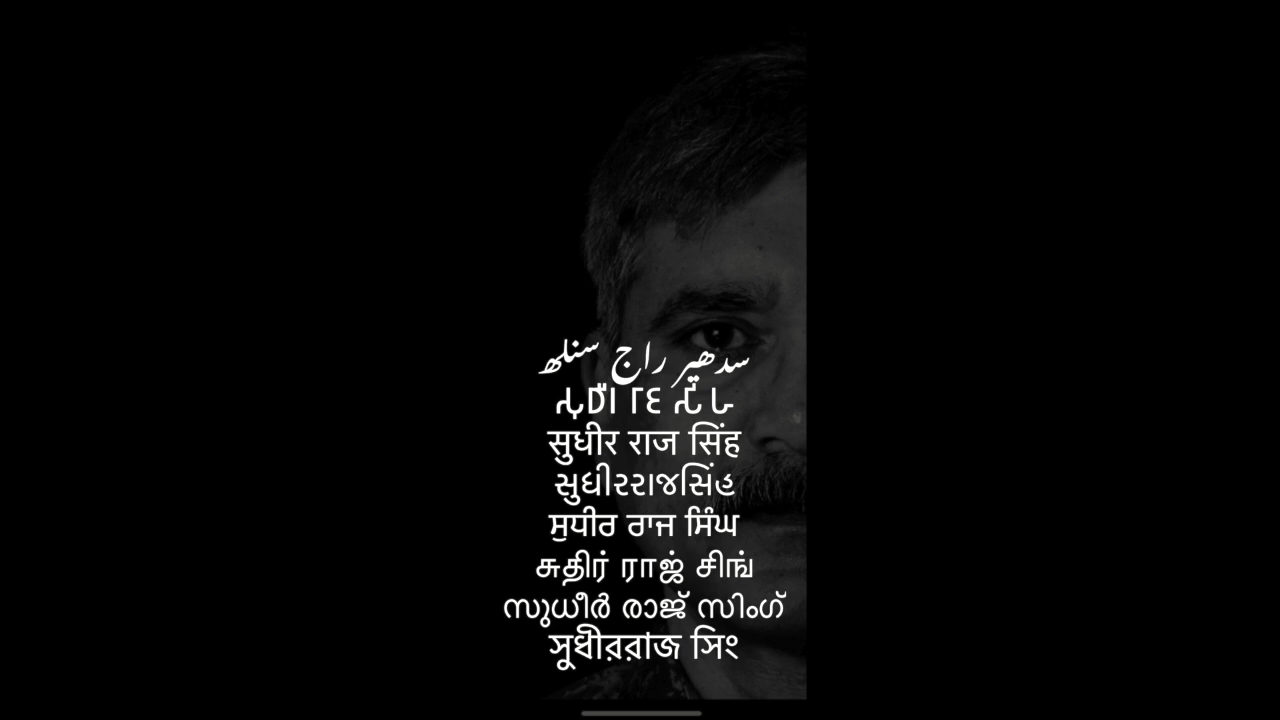 سدھیر راج سنلھ
𑀲𑀼𑀥𑀻𑀭 𑀭𑀸𑀚
सुधीर राज सिंह
સુધીરરાજસિંહ
ਸੁਧੀਰ ਰਾਜ ਸਿੰਘ
சுதிர் ராஜ் சிங்
സുധീർ രാജ് സിംഗ്
সুধীররাজ সিং